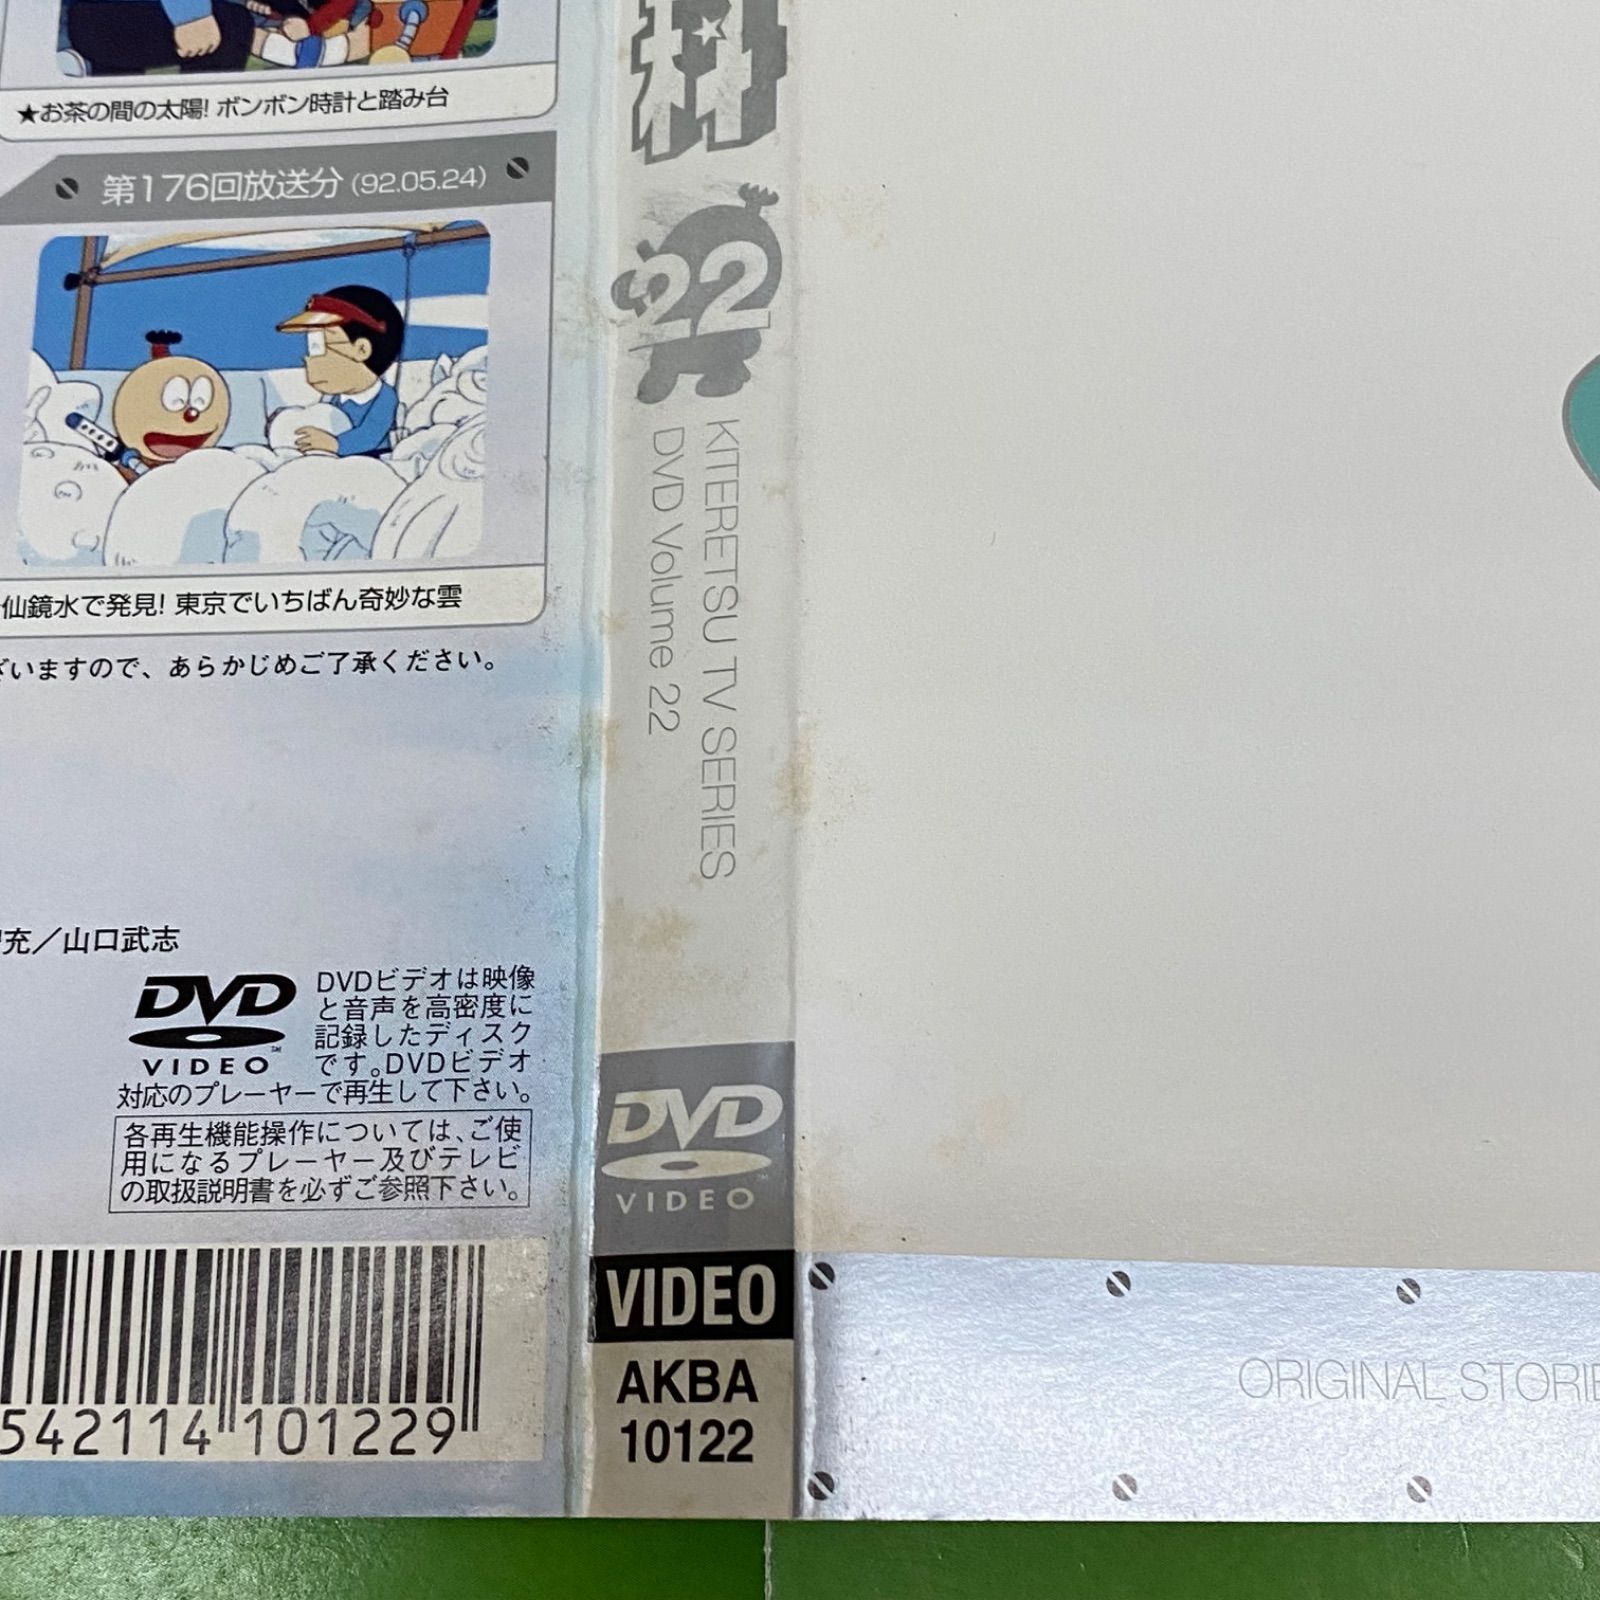 ★お茶の間の太陽! ボンボン時計と踏み台
第176回放送分 (92.05.24)
仙鏡水で発見! 東京でいちばん奇妙な雲
いますので、あらかじめご了承ください。
充／山口武志
DVD
VIDEO
DVDビデオは映像
と音声を高密度に
記録したディスク
です。DVDビデオ
対応のプレーヤーで再生して下さい。
各再生機能操作については、ご使
用になるプレーヤー及びテレビ
の取扱説明書を必ずご参照下さい。
542114 101229
科
22
KITERETSU TV SERIES
DVD Volume 22
DVD
VIDEO
VIDEO
AKBA
10122
ORIGINAL STORIE